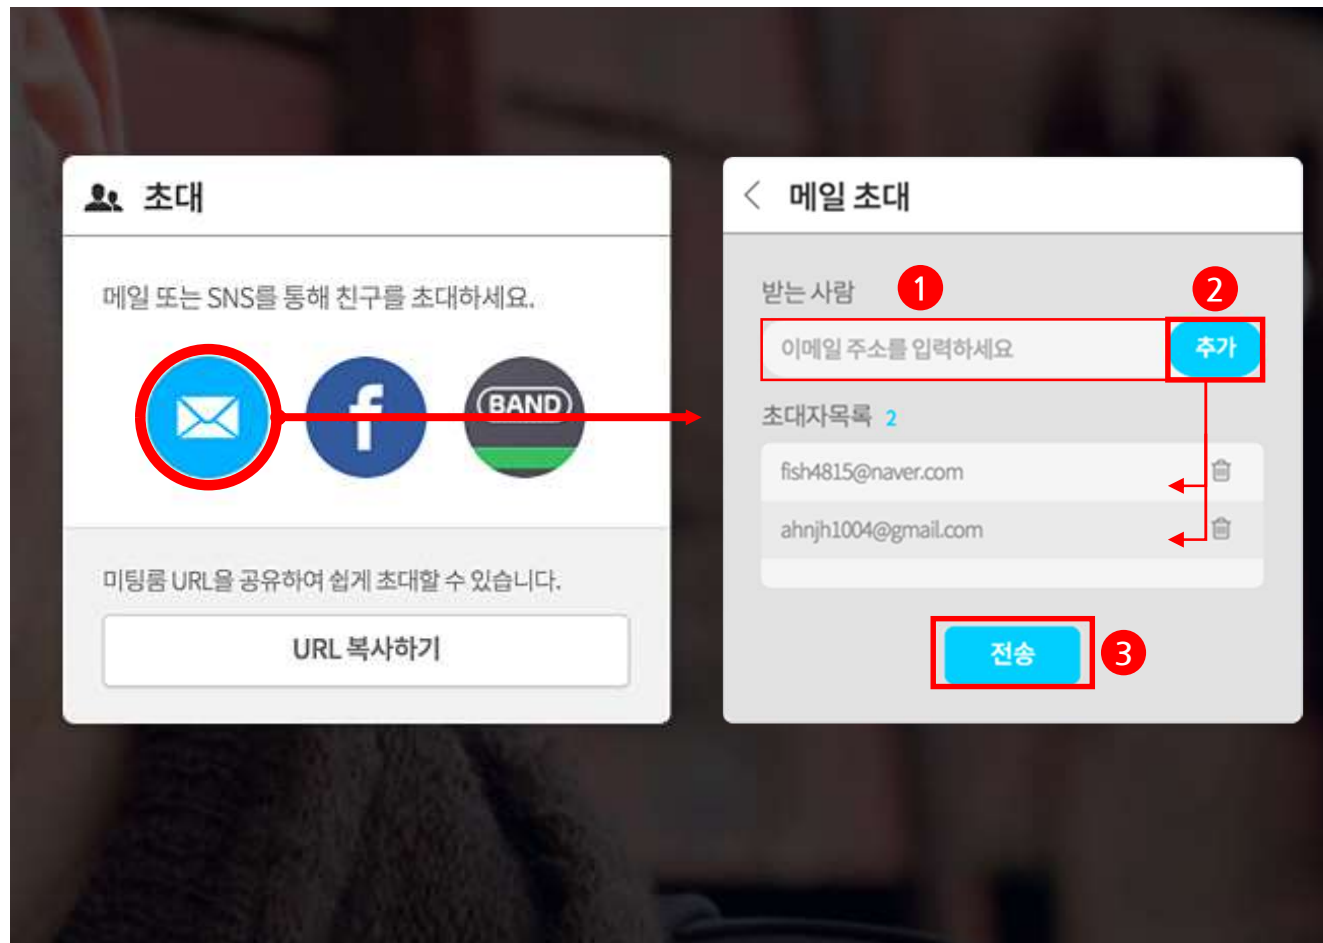 초대
메일 또는 SNS를 통해 친구를 초대하세요.
f
BAND
미팅룸 URL을 공유하여 쉽게 초대할 수 있습니다.
URL 복사하기
메일 초대
받는 사람
1
2
이메일 주소를 입력하세요
추가
초대자목록 2
fish4815@naver.com
ahnjh1004@gmail.com
전송
3